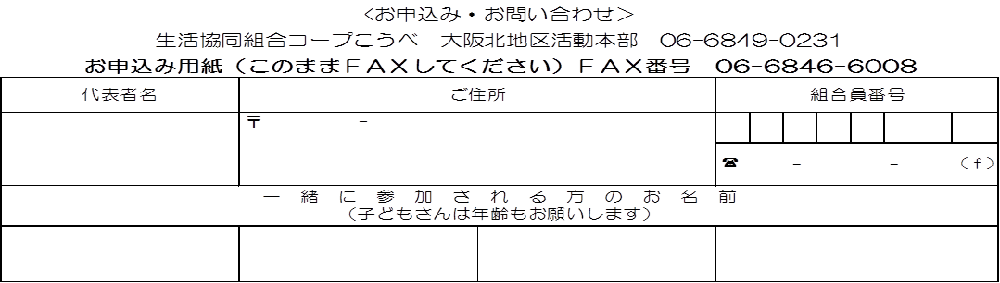 <お申込み・お問い合わせ＞
生活協同組合コープこうべ　大阪北地区活動本部　06-6849-0231
お申込み用紙（このままＦＡＸしてください）ＦＡＸ番号　06-6846-6008
代表者名　ご住所　組合員番号
〒　　　-
☎　　-　　-　　（ｆ）
一緒に参加される方のお名前
（子どもさんは年齢もお願いします）